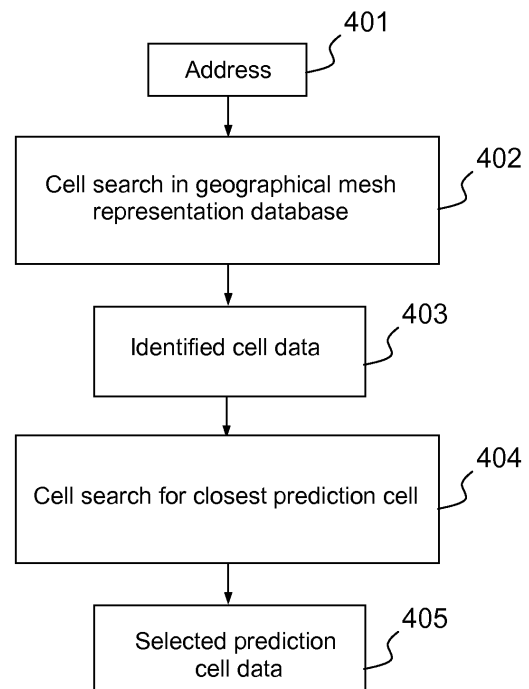 401
Address
402
Cell search in geographical mesh
representation database
403
Identified cell data
404
Cell search for closest prediction cell
405
Selected prediction
cell data